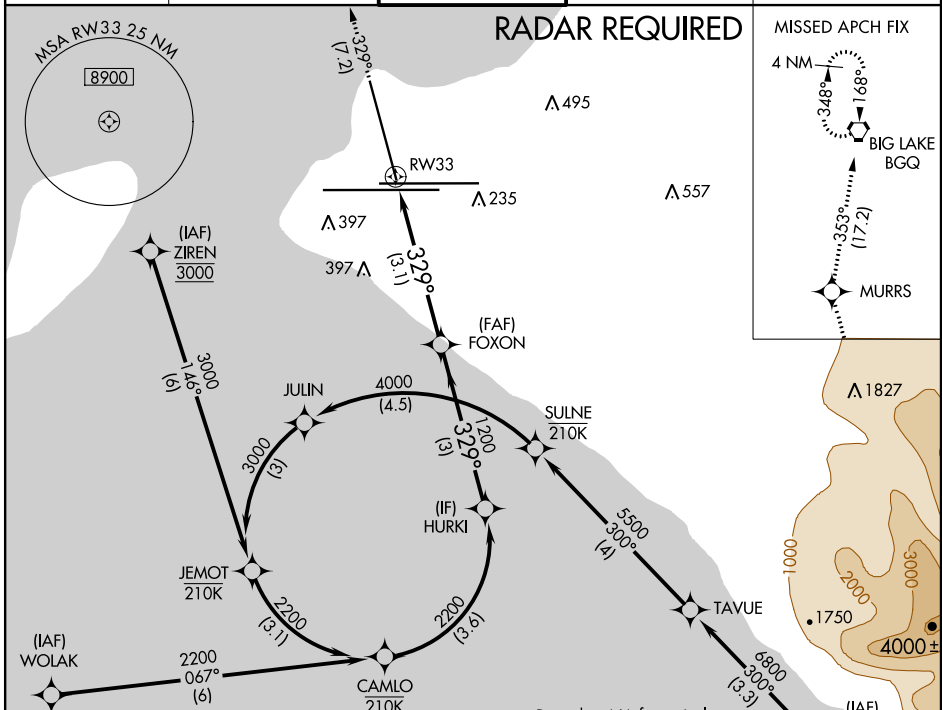 RADAR REQUIRED
MISSED APCH FIX
MSA RW33 25 NM
8900
329°
(7.2)
4 NM
348°
168°
BIG LAKE
BGQ
495
RW33
235
557
397
397
353°
(17.2)
MURRS
(IAF)
ZIREN
3000
329°
(3.1)
(FAF)
FOXON
3000
146°
(6)
JULIN
4000
(4.5)
SULNE
210K
1827
3000
(3)
1200
329°
(3)
(IF)
HURKI
5500
300°
(4)
1000
2000
3000
JEMOT
210K
2200
(3.1)
2200
(3.6)
TAVUE
1750
4000±
(IAF)
WOLAK
2200
067°
(6)
CAMLO
210K
6800
300°
(3.3)
(IAF)